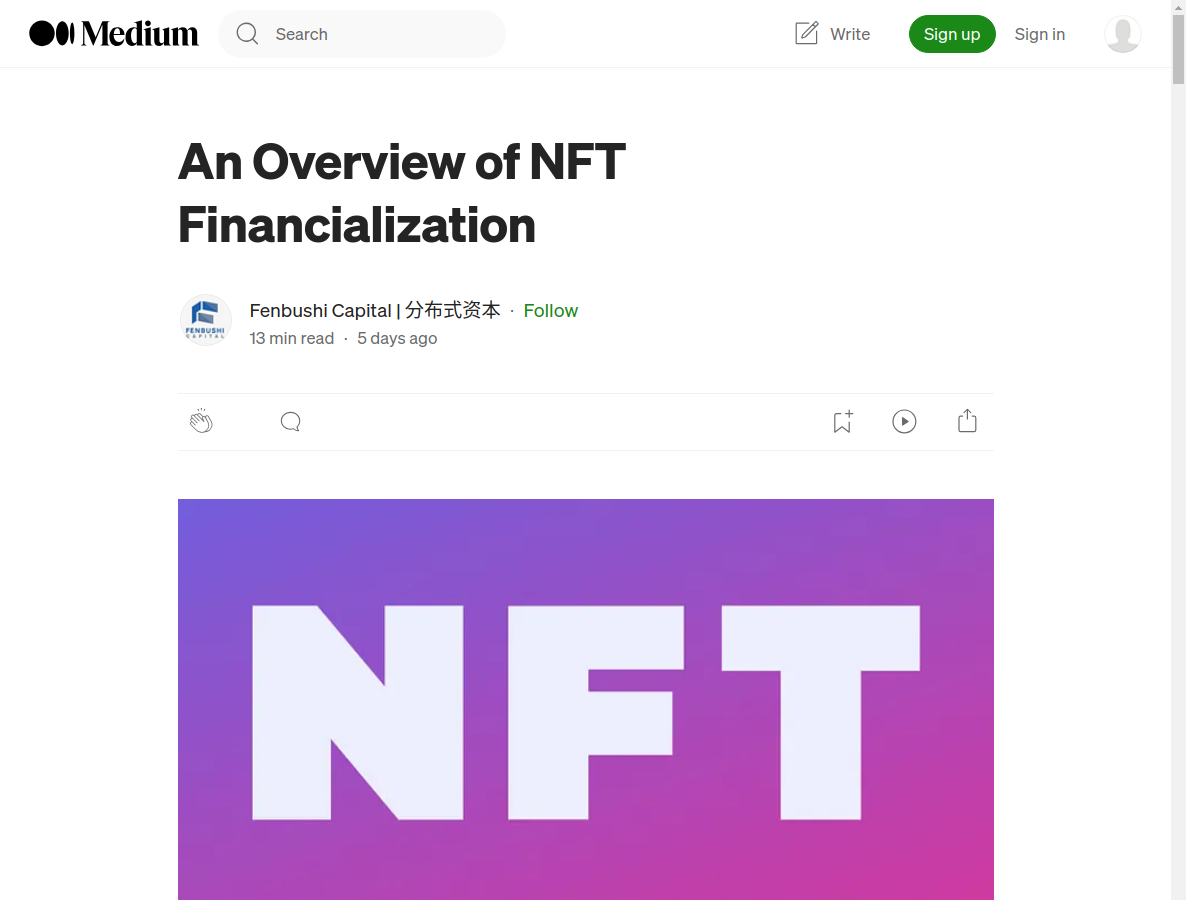 Medium
Search
Write
Sign up
Sign in
An Overview of NFT
Financialization
FENBUSHI
CAPITAL
Fenbushi Capital | 分布式资本 · Follow
13 min read · 5 days ago
NFT